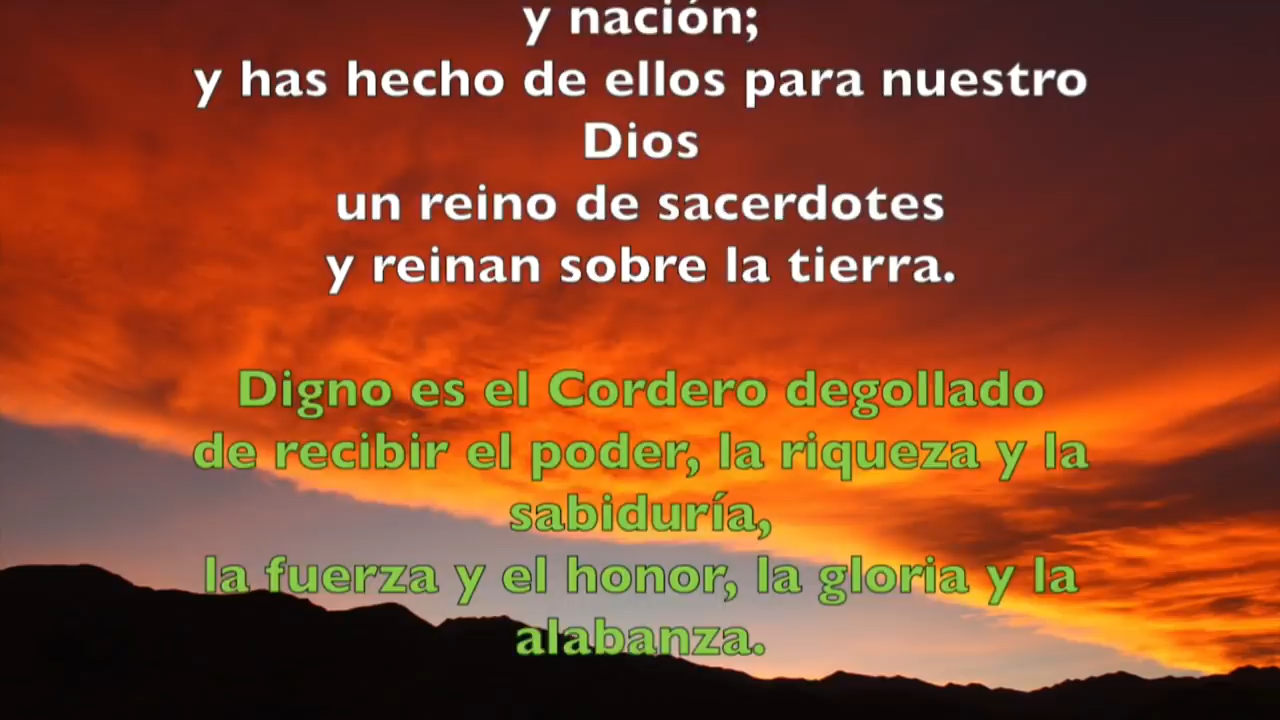 y nación;
y has hecho de ellos para nuestro
Dios
un reino de sacerdotes
y reinan sobre la tierra.
Digno es el Cordero degollado
de recibir el poder, la riqueza y la
sabiduría,
la fuerza y el honor, la gloria y la
alabanza.